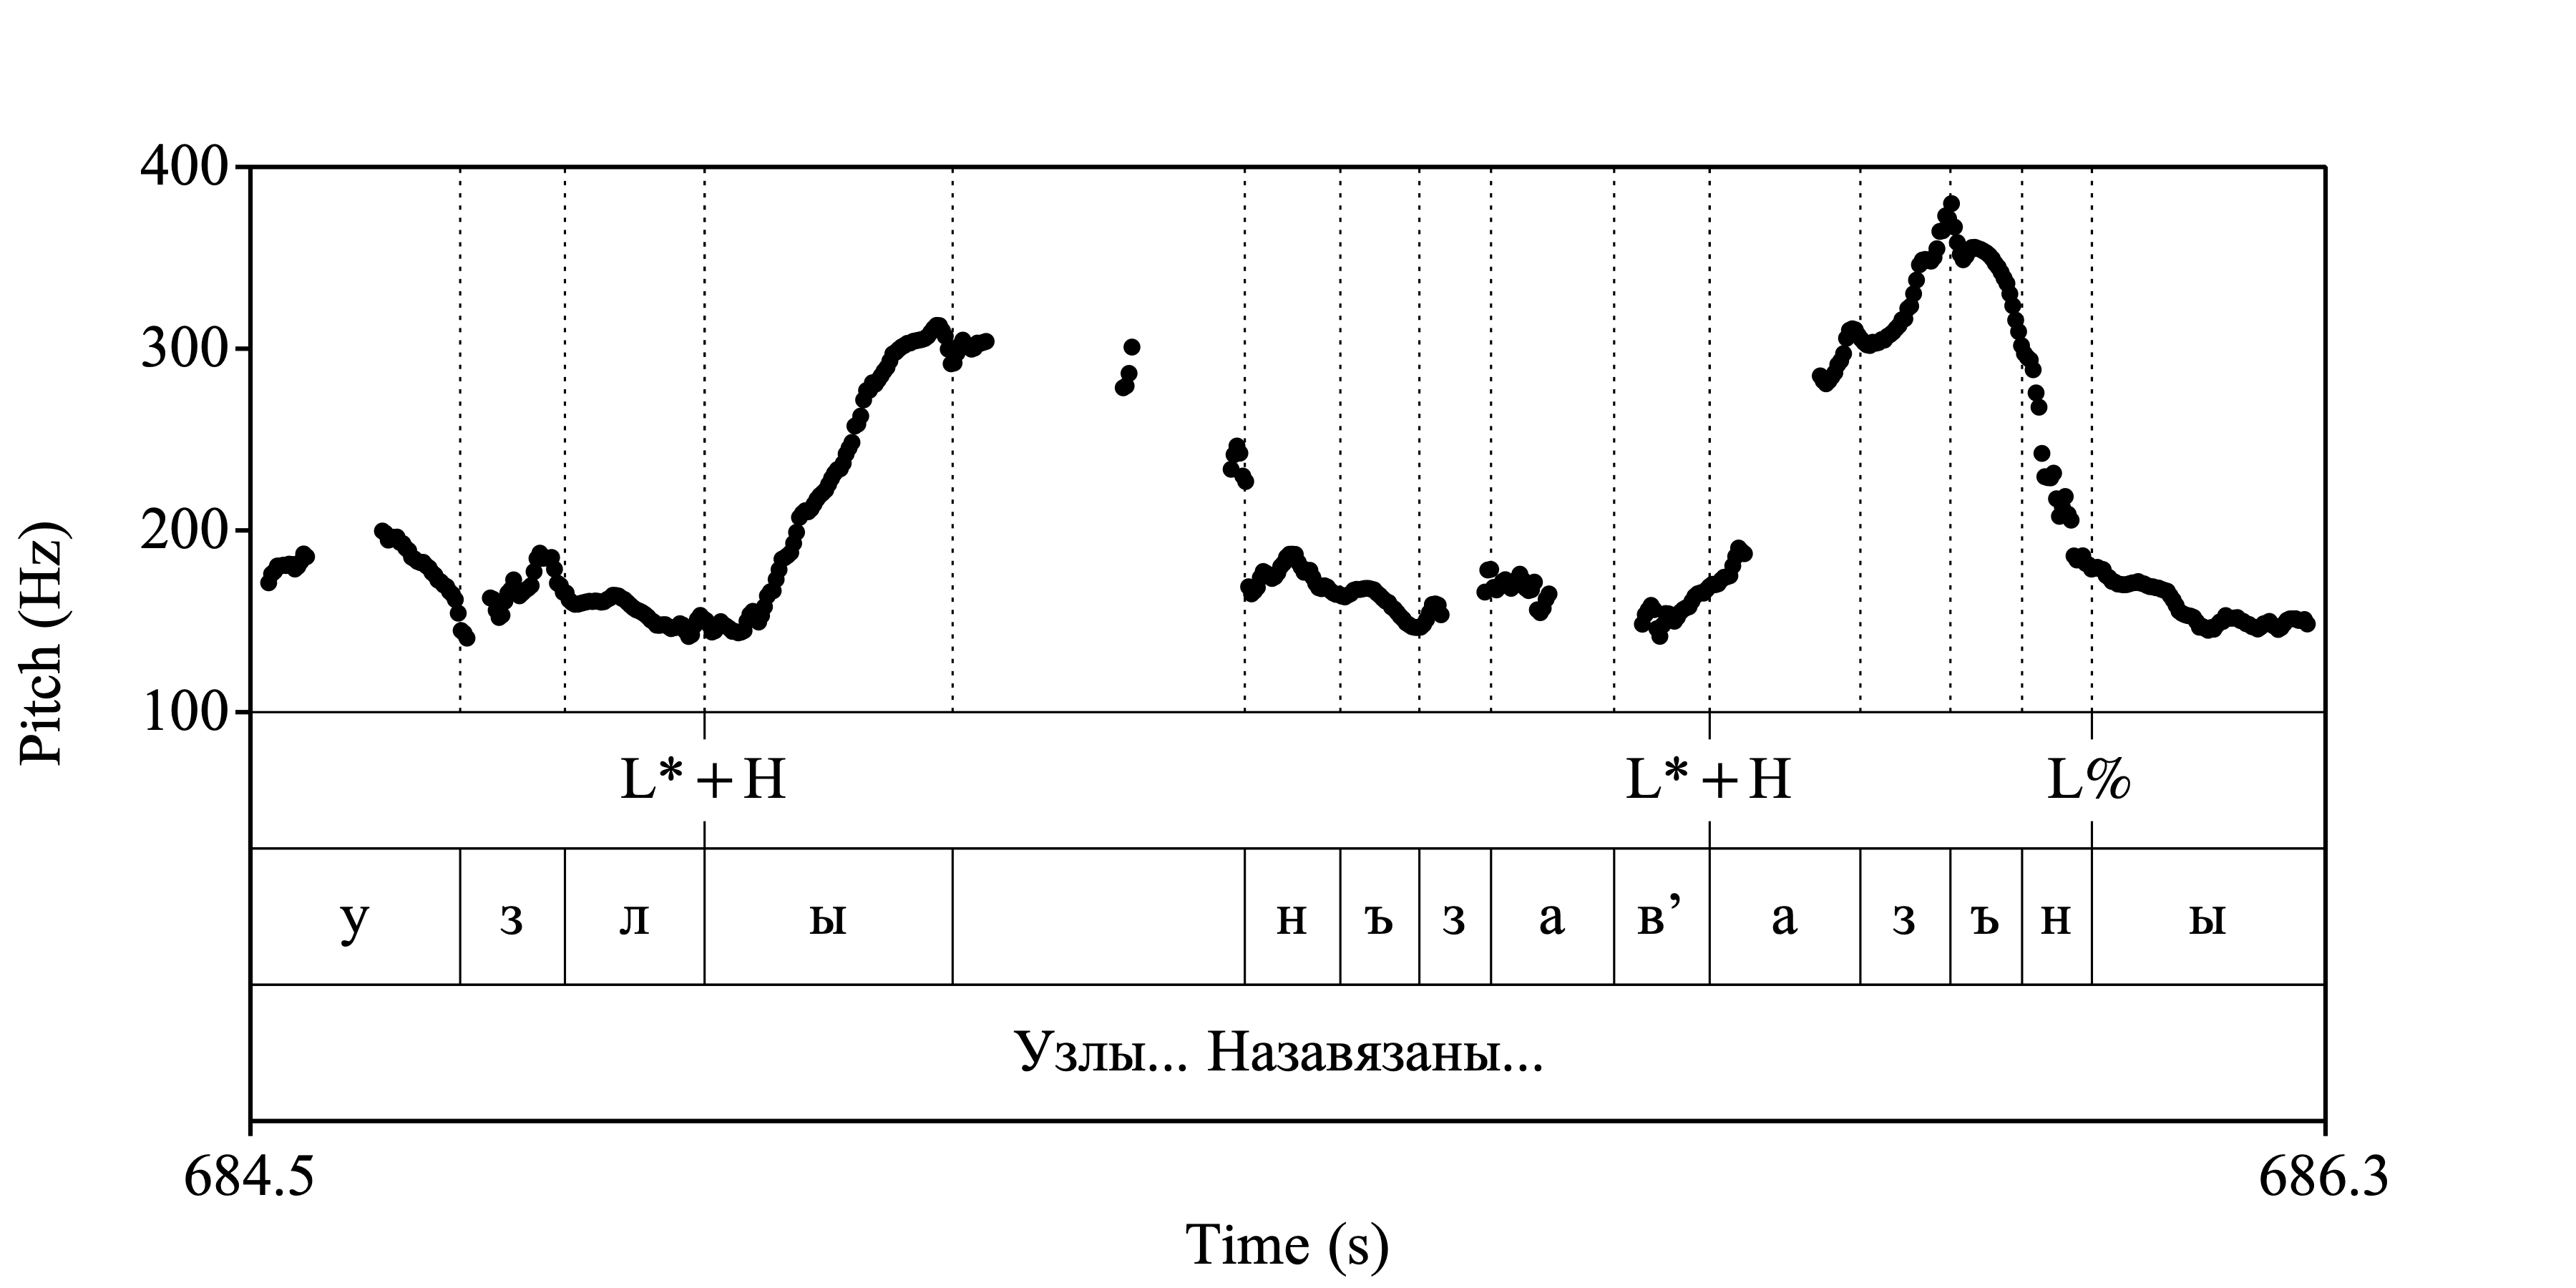 400
300
200
100
Pitch (Hz)
L*+H L*+H L%
у з л ы н ъ з а в’ а з ъ н ы
Узлы... Назавязаны...
684.5 686.3
Time (s)